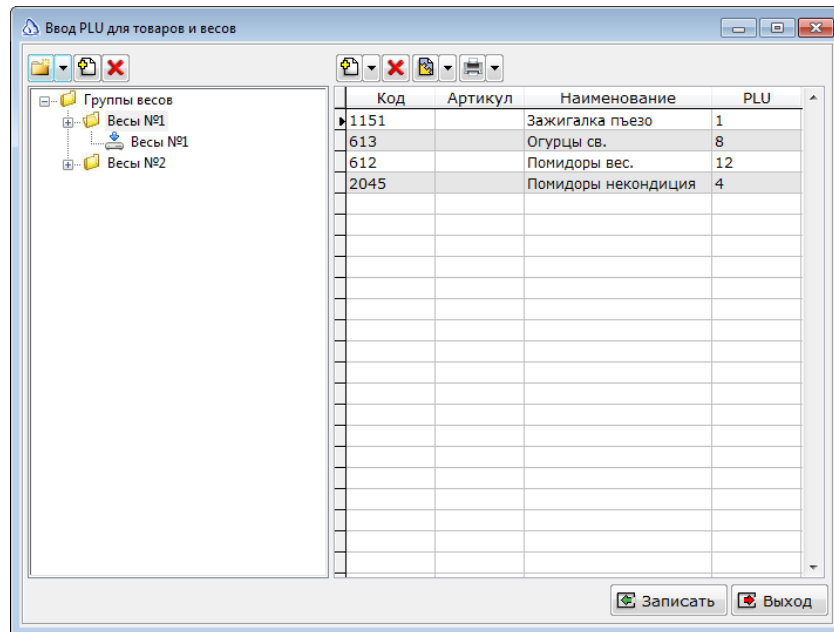 Ввод PLU для товаров и весов
Группы весов
Весы №1
Весы №1
Весы №2
Код Артикул Наименование PLU
1151 Зажигалка пъезо 1
613 Огурцы св. 8
612 Помидоры вес. 12
2045 Помидоры некондиция 4
Записать Выход